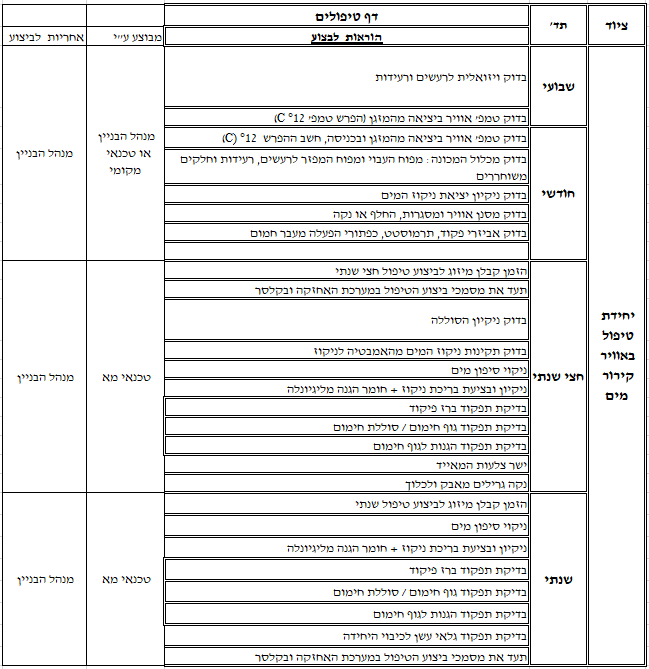 ציוד
תד׳
דף טיפולים
הוראות לבצוע
מבוצע ע״י
אחריות לביצוע
יחידת
טיפול
באוויר
קירור
מים
שבועי
בדוק ויזואלית לרעשים ורעידות
בדוק טמפ׳ אוויר ביציאה מהמזגן (הפרש טמפ׳ 12° C)
מנהל הבניין
או טכנאי
מקומי
מנהל הבניין
חודשי
בדוק טמפ׳ אוויר ביציאה מהמזגן ובכניסה, חשב ההפרש 12° (C)
בדוק מכלול המכונה: מפוח העבוי ומפוח המפזר לרעשים, רעידות וחלקים
משוחררים
בדוק ניקיון יציאת ניקוז המים
בדוק מסנן אוויר ומסגרות, החלף או נקה
בדוק אביזרי פקוד, תרמוסטט, כפתורי הפעלה מעבר חמום
חצי שנתי
הזמן קבלן מיזוג לביצוע טיפול חצי שנתי
תעד את מסמכי ביצוע הטיפול במערכת האחזקה ובקלסר
בדוק ניקיון הסוללה
בדוק תקינות ניקוז המים מהאמבטיה לניקוז
ניקוי סיפון מים
ניקיון ובציעת בריכת ניקוז + חומר הגנה מליגיונלה
בדיקת תפקוד ברז פיקוד
בדיקת תפקוד גוף חימום / סוללת חימום
בדיקת תפקוד הגנות לגוף חימום
ישר צלעות המאייד
נקה גרילים מאבק ולכלוך
טכנאי מא
מנהל הבניין
שנתי
הזמן קבלן מיזוג לביצוע טיפול שנתי
ניקוי סיפון מים
ניקיון ובציעת בריכת ניקוז + חומר הגנה מליגיונלה
בדיקת תפקוד ברז פיקוד
בדיקת תפקוד גוף חימום / סוללת חימום
בדיקת תפקוד הגנות לגוף חימום
בדיקת תפקוד גלאי עשן לכיבוי היחידה
תעד את מסמכי ביצוע הטיפול במערכת האחזקה ובקלסר
טכנאי מא
מנהל הבניין